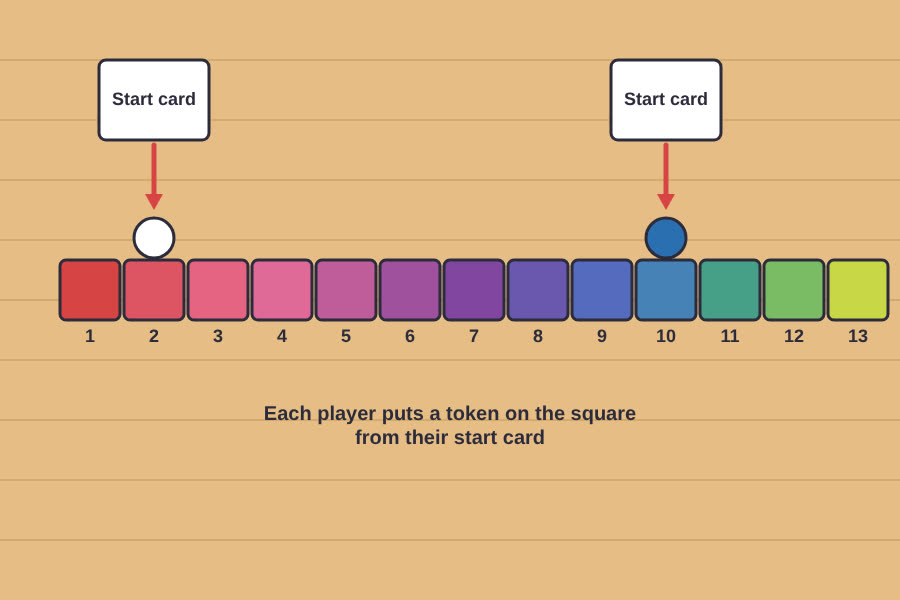 Start card
Start card
1 2 3 4 5 6 7 8 9 10 11 12 13
Each player puts a token on the square
from their start card